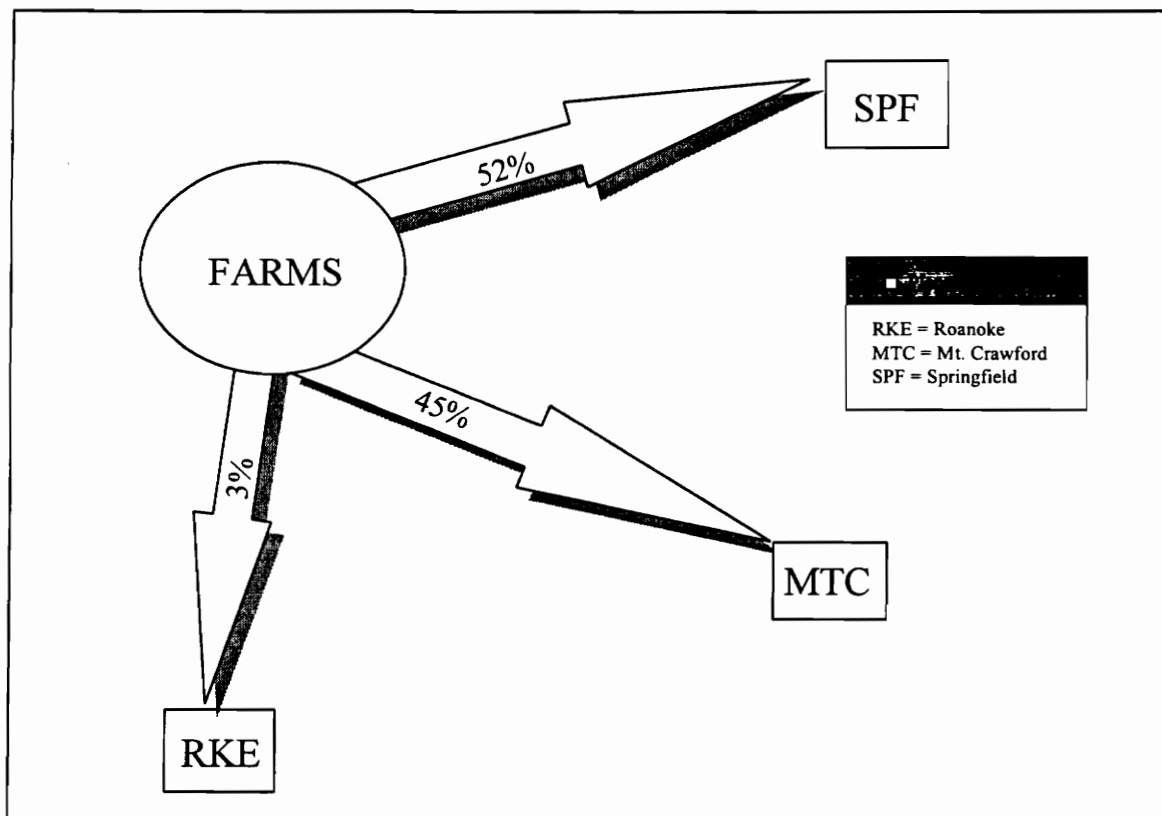 SPF
52%
FARMS
RKE = Roanoke
MTC = Mt. Crawford
SPF = Springfield
45%
3%
MTC
RKE